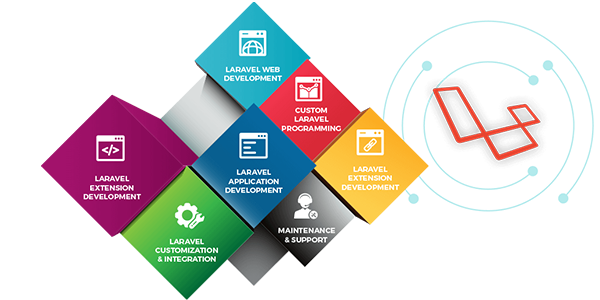 LARAVEL WEB
DEVELOPMENT
CUSTOM
LARAVEL
PROGRAMMING
LARAVEL
EXTENSION
DEVELOPMENT
LARAVEL
APPLICATION
DEVELOPMENT
LARAVEL
EXTENSION
DEVELOPMENT
LARAVEL
CUSTOMIZATION
& INTEGRATION
MAINTENANCE
& SUPPORT